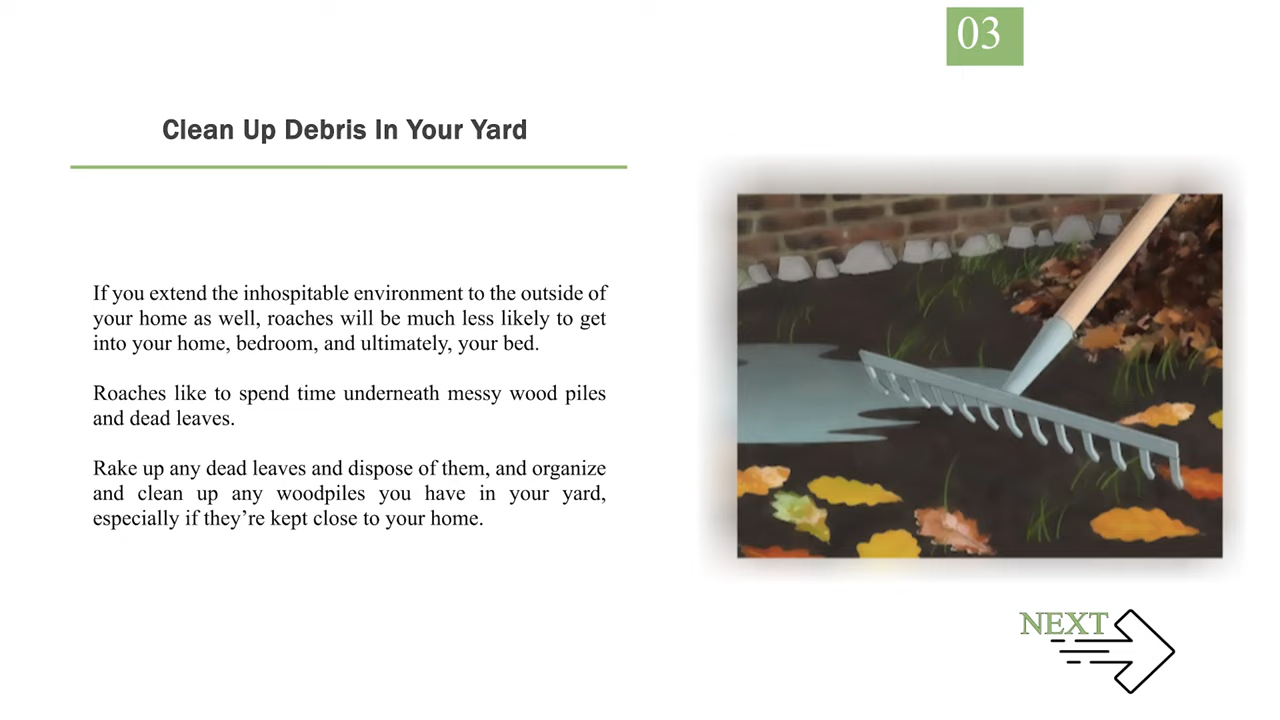 03
Clean Up Debris In Your Yard
If you extend the inhospitable environment to the outside of
your home as well, roaches will be much less likely to get
into your home, bedroom, and ultimately, your bed.
Roaches like to spend time underneath messy wood piles
and dead leaves.
Rake up any dead leaves and dispose of them, and organize
and clean up any woodpiles you have in your yard,
especially if they’re kept close to your home.
NEXT